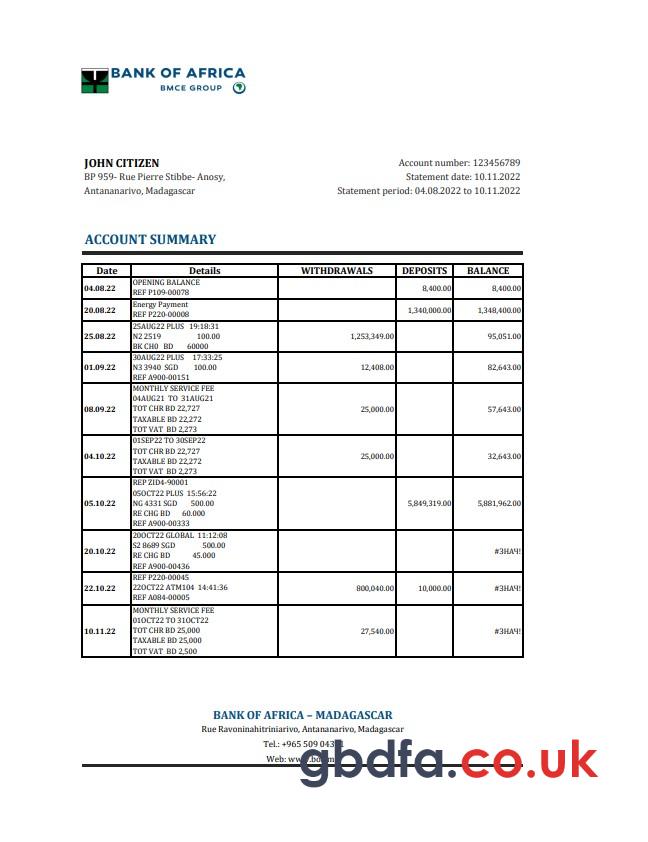 BANK OF AFRICA
BMCE GROUP
JOHN CITIZEN
BP 959- Rue Pierre Stibbe- Anosy,
Antananarivo, Madagascar
Account number: 123456789
Statement date: 10.11.2022
Statement period: 04.08.2022 to 10.11.2022
ACCOUNT SUMMARY
Date Details WITHDRAWALS DEPOSITS BALANCE
04.08.22 OPENING BALANCE 8,400.00 8,400.00
REF P109-00078
20.08.22 Energy Payment 1,340,000.00 1,348,400.00
REF P220-00008
25.08.22 25AUG22 PLUS 19:18:31 1,253,349.00 95,051.00
N2 2519 100.00
BK CH0 BD 60000
01.09.22 30AUG22 PLUS 17:33:25 12,408.00 82,643.00
N3 3940 SGD 100.00
REF A900-00151
08.09.22 MONTHLY SERVICE FEE 25,000.00 57,643.00
04AUG21 TO 31AUG21
TOT CHR BD 22,727
TAXABLE BD 22,272
TOT VAT BD 2,273
04.10.22 01SEP22 TO 30SEP22 25,000.00 32,643.00
TOT CHR BD 22,727
TAXABLE BD 22,272
TOT VAT BD 2,273
05.10.22 REP ZID4-90001 5,849,319.00 5,881,962.00
05OCT22 PLUS 15:56:22
NG 4331 SGD 500.00
RE CHG BD 60.000
REF A900-00333
20.10.22 20OCT22 GLOBAL 11:12:08 #ЗНАЧ!
S2 8689 SGD 500.00
RE CHG BD 45.000
REF A900-00436
22.10.22 REF P220-00045 800,040.00 10,000.00 #ЗНАЧ!
22OCT22 ATM104 14:41:36
REF A084-00005
10.11.22 MONTHLY SERVICE FEE 27,540.00 #ЗНАЧ!
01OCT22 TO 31OCT22
TOT CHR BD 25,000
TAXABLE BD 25,000
TOT VAT BD 2,500
BANK OF AFRICA – MADAGASCAR
Rue Ravoninahitriniarivo, Antananarivo, Madagascar
Tel.: +965 509
Web:
gbdfa.co.uk